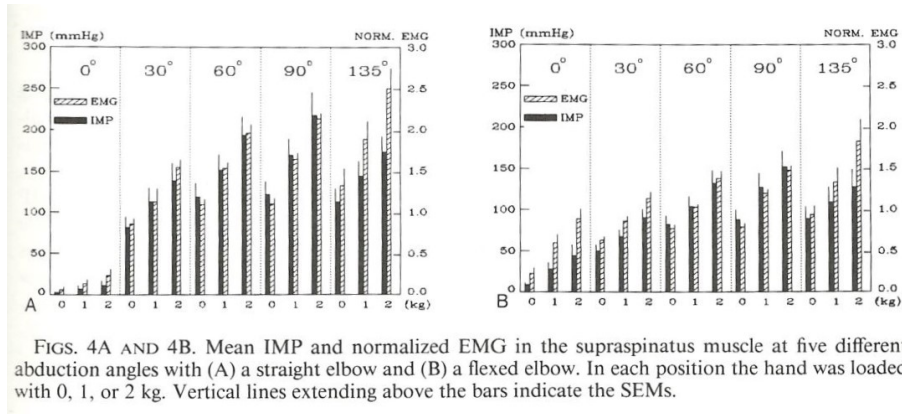 IMP (mmHg) NORM. EMG
300 3.0
0° 30° 60° 90° 135°
250 2.5
EMG
IMP
200 2.0
150 1.5
100 1.0
50 0.5
0 0.0
A 0 1 2 0 1 2 0 1 2 0 1 2 0 1 2 (kg)
IMP (mmHg) NORM. EMG
300 3.0
0° 30° 60° 90° 135°
250 2.5
EMG
IMP
200 2.0
150 1.5
100 1.0
50 0.5
0 0.0
B 0 1 2 0 1 2 0 1 2 0 1 2 0 1 2 (kg)
FIGS. 4A AND 4B. Mean IMP and normalized EMG in the supraspinatus muscle at five differen
abduction angles with (A) a straight elbow and (B) a flexed elbow. In each position the hand was loaded
with 0, 1, or 2 kg. Vertical lines extending above the bars indicate the SEMs.